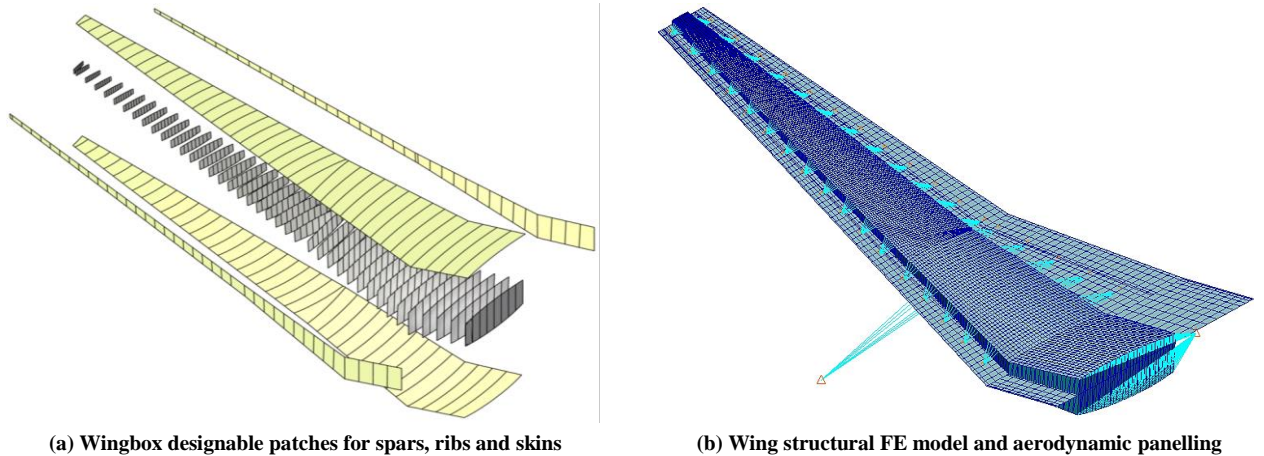 (a) Wingbox designable patches for spars, ribs and skins
(b) Wing structural FE model and aerodynamic panelling